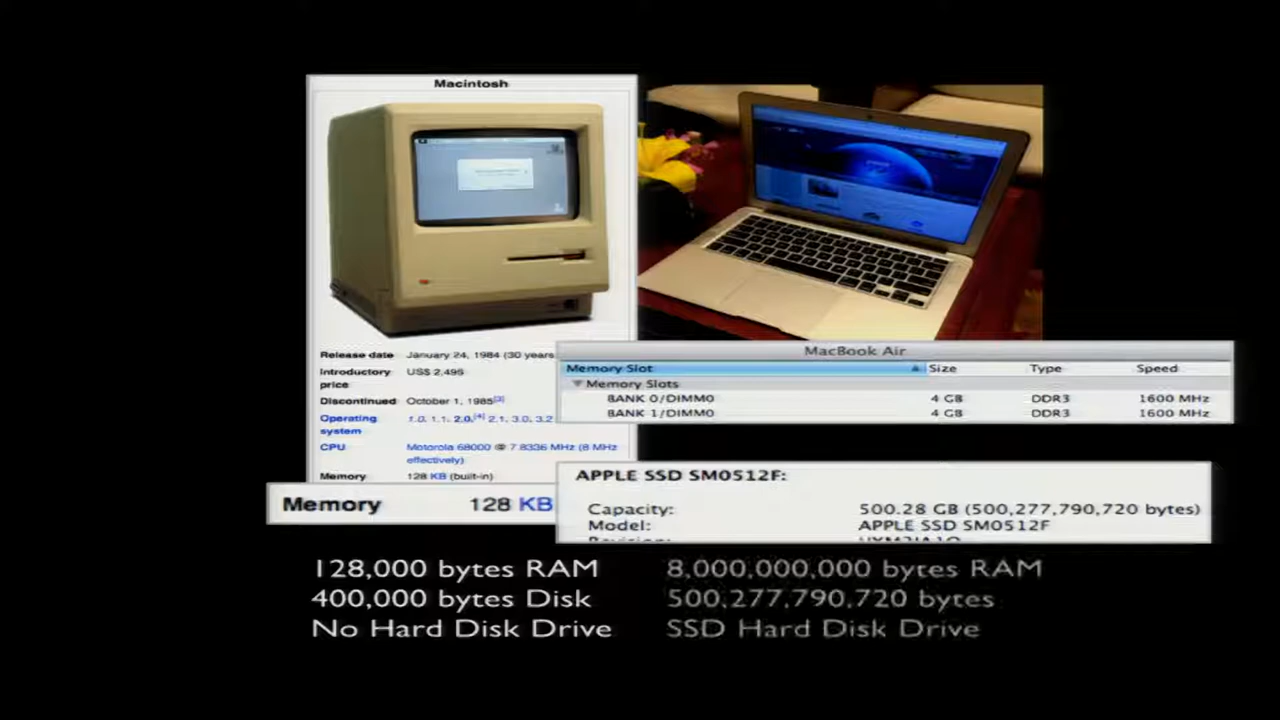 Macintosh
Release date January 24, 1984 (30 years
Introductory price US$ 2,495
Discontinued October 1, 1985[3]
Operating system 1.0, 1.1, 2.0,[4] 2.1, 3.0, 3.2
CPU Motorola 68000 @ 7.8336 MHz (8 MHz effectively)
Memory 128 KB (built-in)
Memory 128 KB
MacBook Air
Memory Slot Size Type Speed
Memory Slots
BANK 0/DIMM0 4 GB DDR3 1600 MHz
BANK 1/DIMM0 4 GB DDR3 1600 MHz
APPLE SSD SM0512F:
Capacity: 500.28 GB (500,277,790,720 bytes)
Model: APPLE SSD SM0512F
128,000 bytes RAM
400,000 bytes Disk
No Hard Disk Drive
8,000,000,000 bytes RAM
500,277,790,720 bytes
SSD Hard Disk Drive